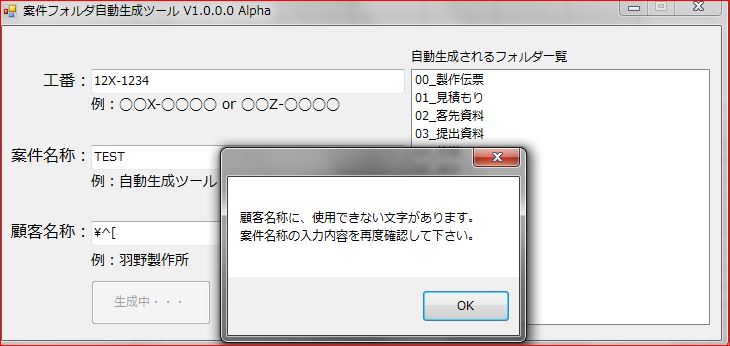 案件フォルダ自動生成ツール V1.0.0.0 Alpha
自動生成されるフォルダ一覧
工番：
12X-1234
例：〇〇X-〇〇〇〇 or 〇〇Z-〇〇〇〇
00_製作伝票
01_見積もり
02_客先資料
03_提出資料
案件名称：
TEST
例：自動生成ツール
顧客名称：
¥^[
例：羽野製作所
生成中・・・
顧客名称に、使用できない文字があります。
案件名称の入力内容を再度確認して下さい。
OK